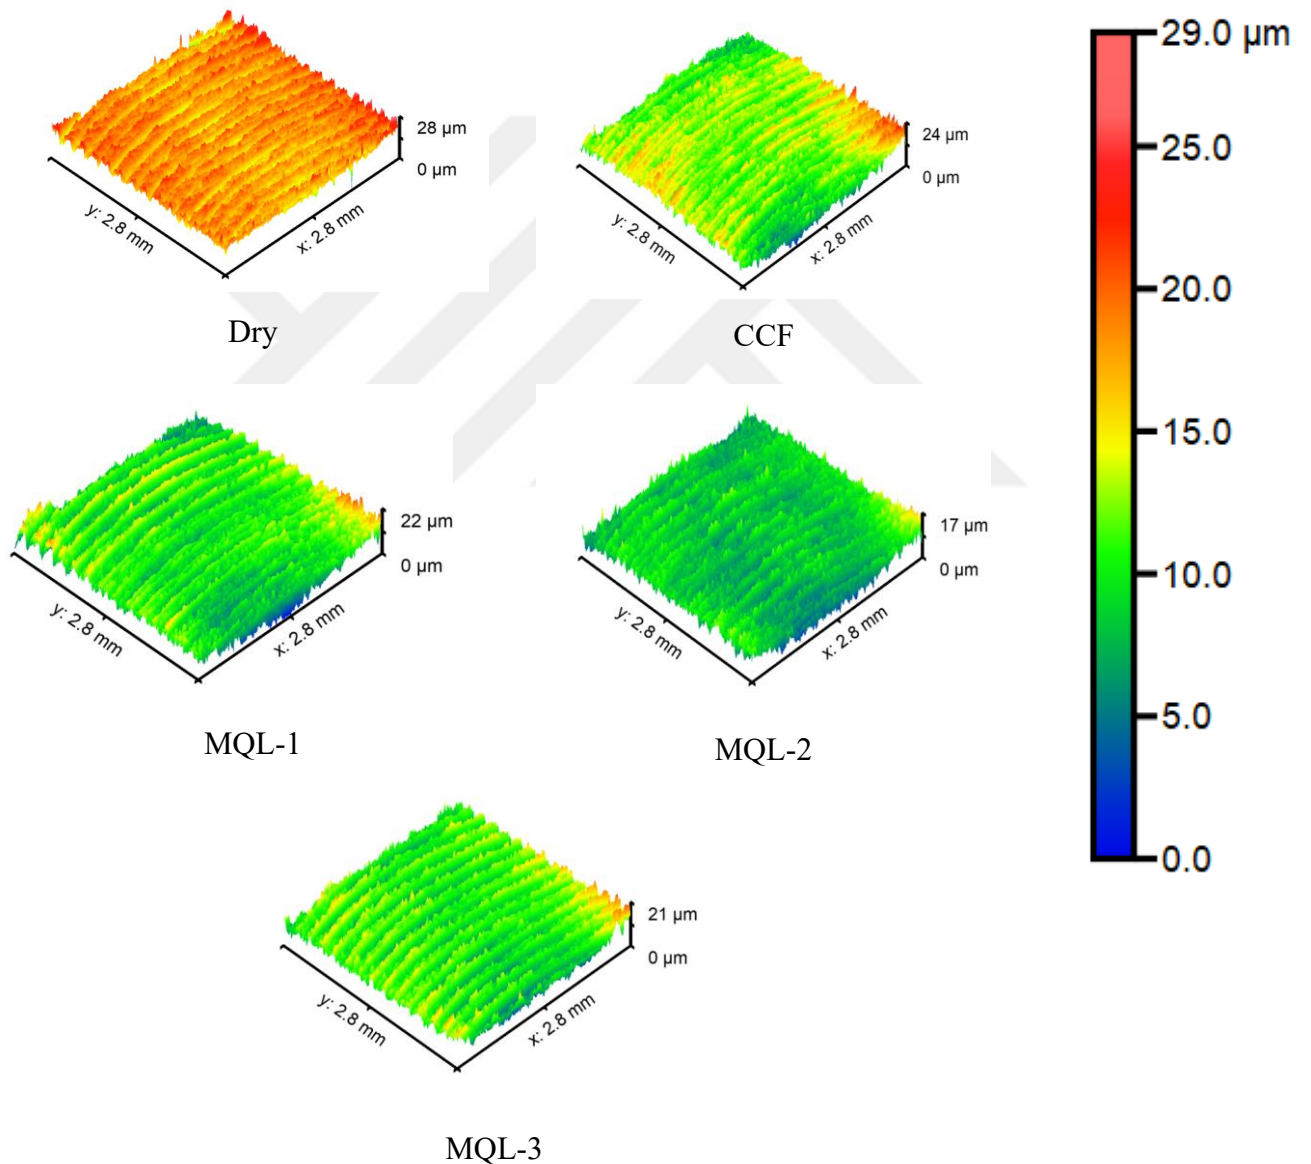 29.0 µm
25.0
20.0
15.0
10.0
5.0
0.0
28 µm
0 µm
y: 2.8 mm
x: 2.8 mm
Dry
24 µm
0 µm
y: 2.8 mm
x: 2.8 mm
CCF
22 µm
0 µm
y: 2.8 mm
x: 2.8 mm
MQL-1
17 µm
0 µm
y: 2.8 mm
x: 2.8 mm
MQL-2
21 µm
0 µm
y: 2.8 mm
x: 2.8 mm
MQL-3